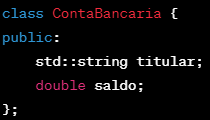 class ContaBancaria {
public:
    std::string titular;
    double saldo;
};